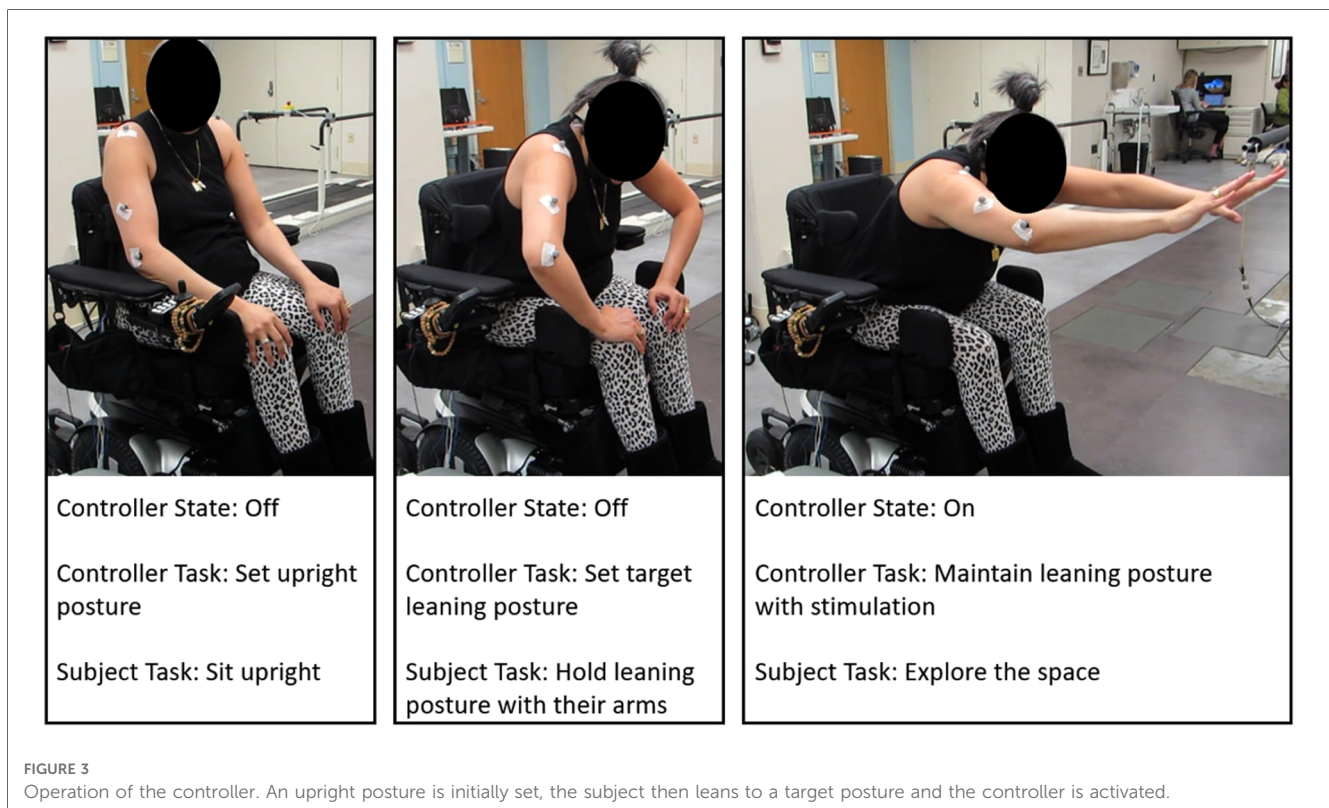 Controller State: Off
Controller Task: Set upright
posture
Subject Task: Sit upright
Controller State: Off
Controller Task: Set target
leaning posture
Subject Task: Hold leaning
posture with their arms
Controller State: On
Controller Task: Maintain leaning posture
with stimulation
Subject Task: Explore the space
FIGURE 3
Operation of the controller. An upright posture is initially set, the subject then leans to a target posture and the controller is activated.